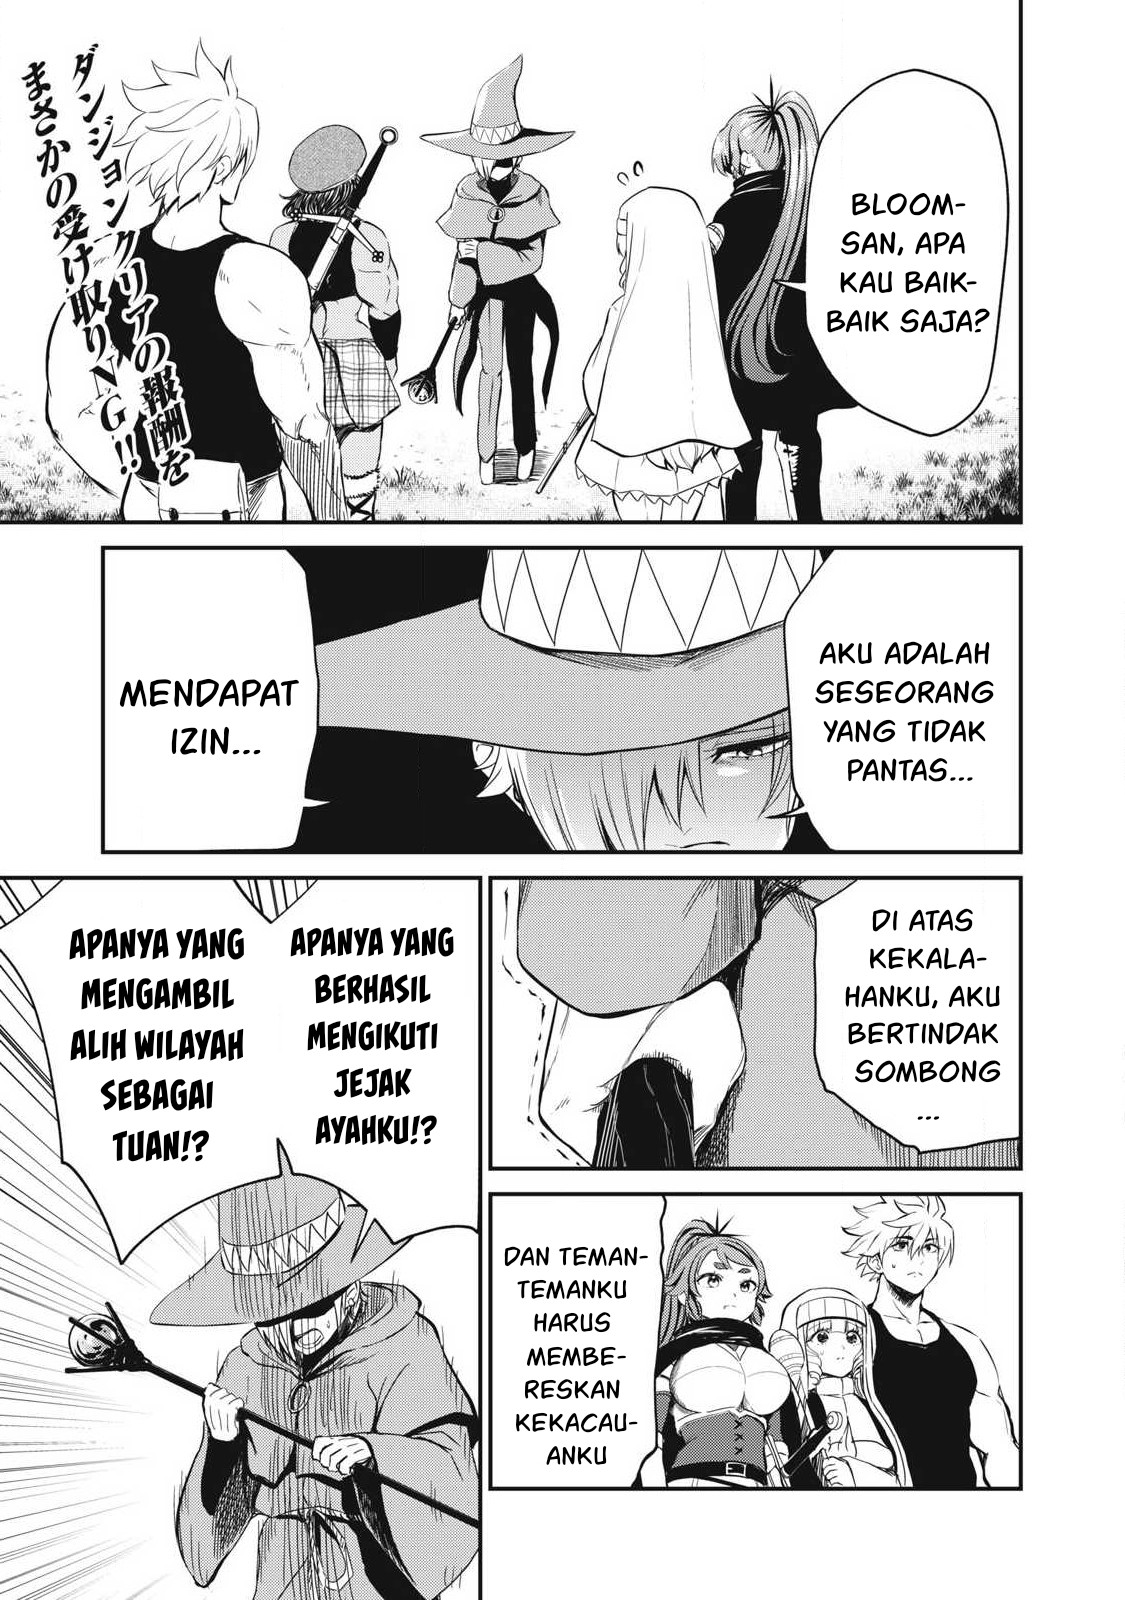 BLOOM-
SAN, APA
KAU BAIK-
BAIK SAJA?
ダンジョンクリアの報酬を
まさかの受け取りNG!!
AKU ADALAH
SESEORANG
YANG TIDAK
PANTAS...
MENDAPAT
IZIN...
DI ATAS
KEKALA-
HANKU, AKU
BERTINDAK
SOMBONG
...
DAN TEMAN-
TEMANKU
HARUS
MEMBE-
RESKAN
KEKACAU-
ANKU
APANYA YANG
BERHASIL
MENGIKUTI
JEJAK
AYAHKU!?
APANYA YANG
MENGAMBIL
ALIH WILAYAH
SEBAGAI
TUAN!?